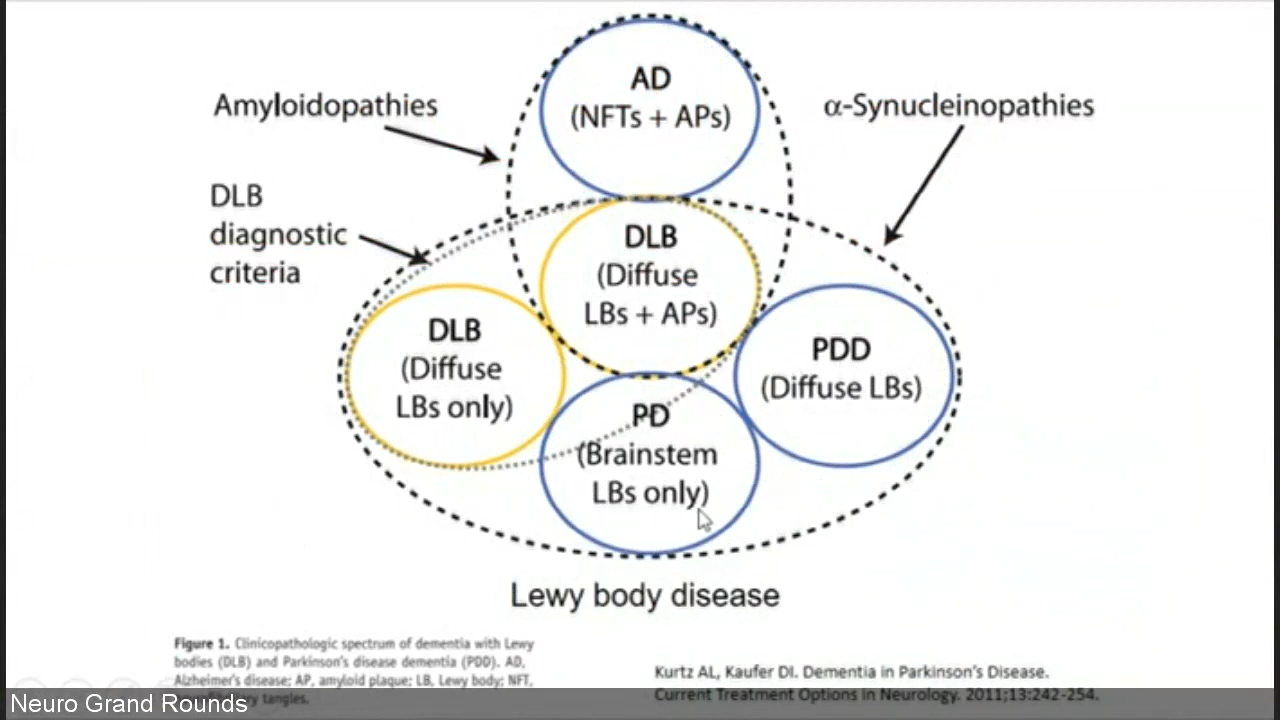 AD
(NFTs + APs)
Amyloidopathies
α-Synucleinopathies
DLB
diagnostic
criteria
DLB
(Diffuse
LBs + APs)
DLB
(Diffuse
LBs only)
PDD
(Diffuse LBs)
PD
(Brainstem
LBs only)
Lewy body disease
Figure 1. Clinicopathologic spectrum of dementia with Lewy
bodies (DLB) and Parkinson's disease dementia (PDD). AD,
Alzheimer's disease; AP, amyloid plaque; LB, Lewy body; NFT,
tangles.
Kurtz AL, Kaufer DI. Dementia in Parkinson's Disease.
Current Treatment Options in Neurology. 2011;13:242-254.
Neuro Grand Rounds